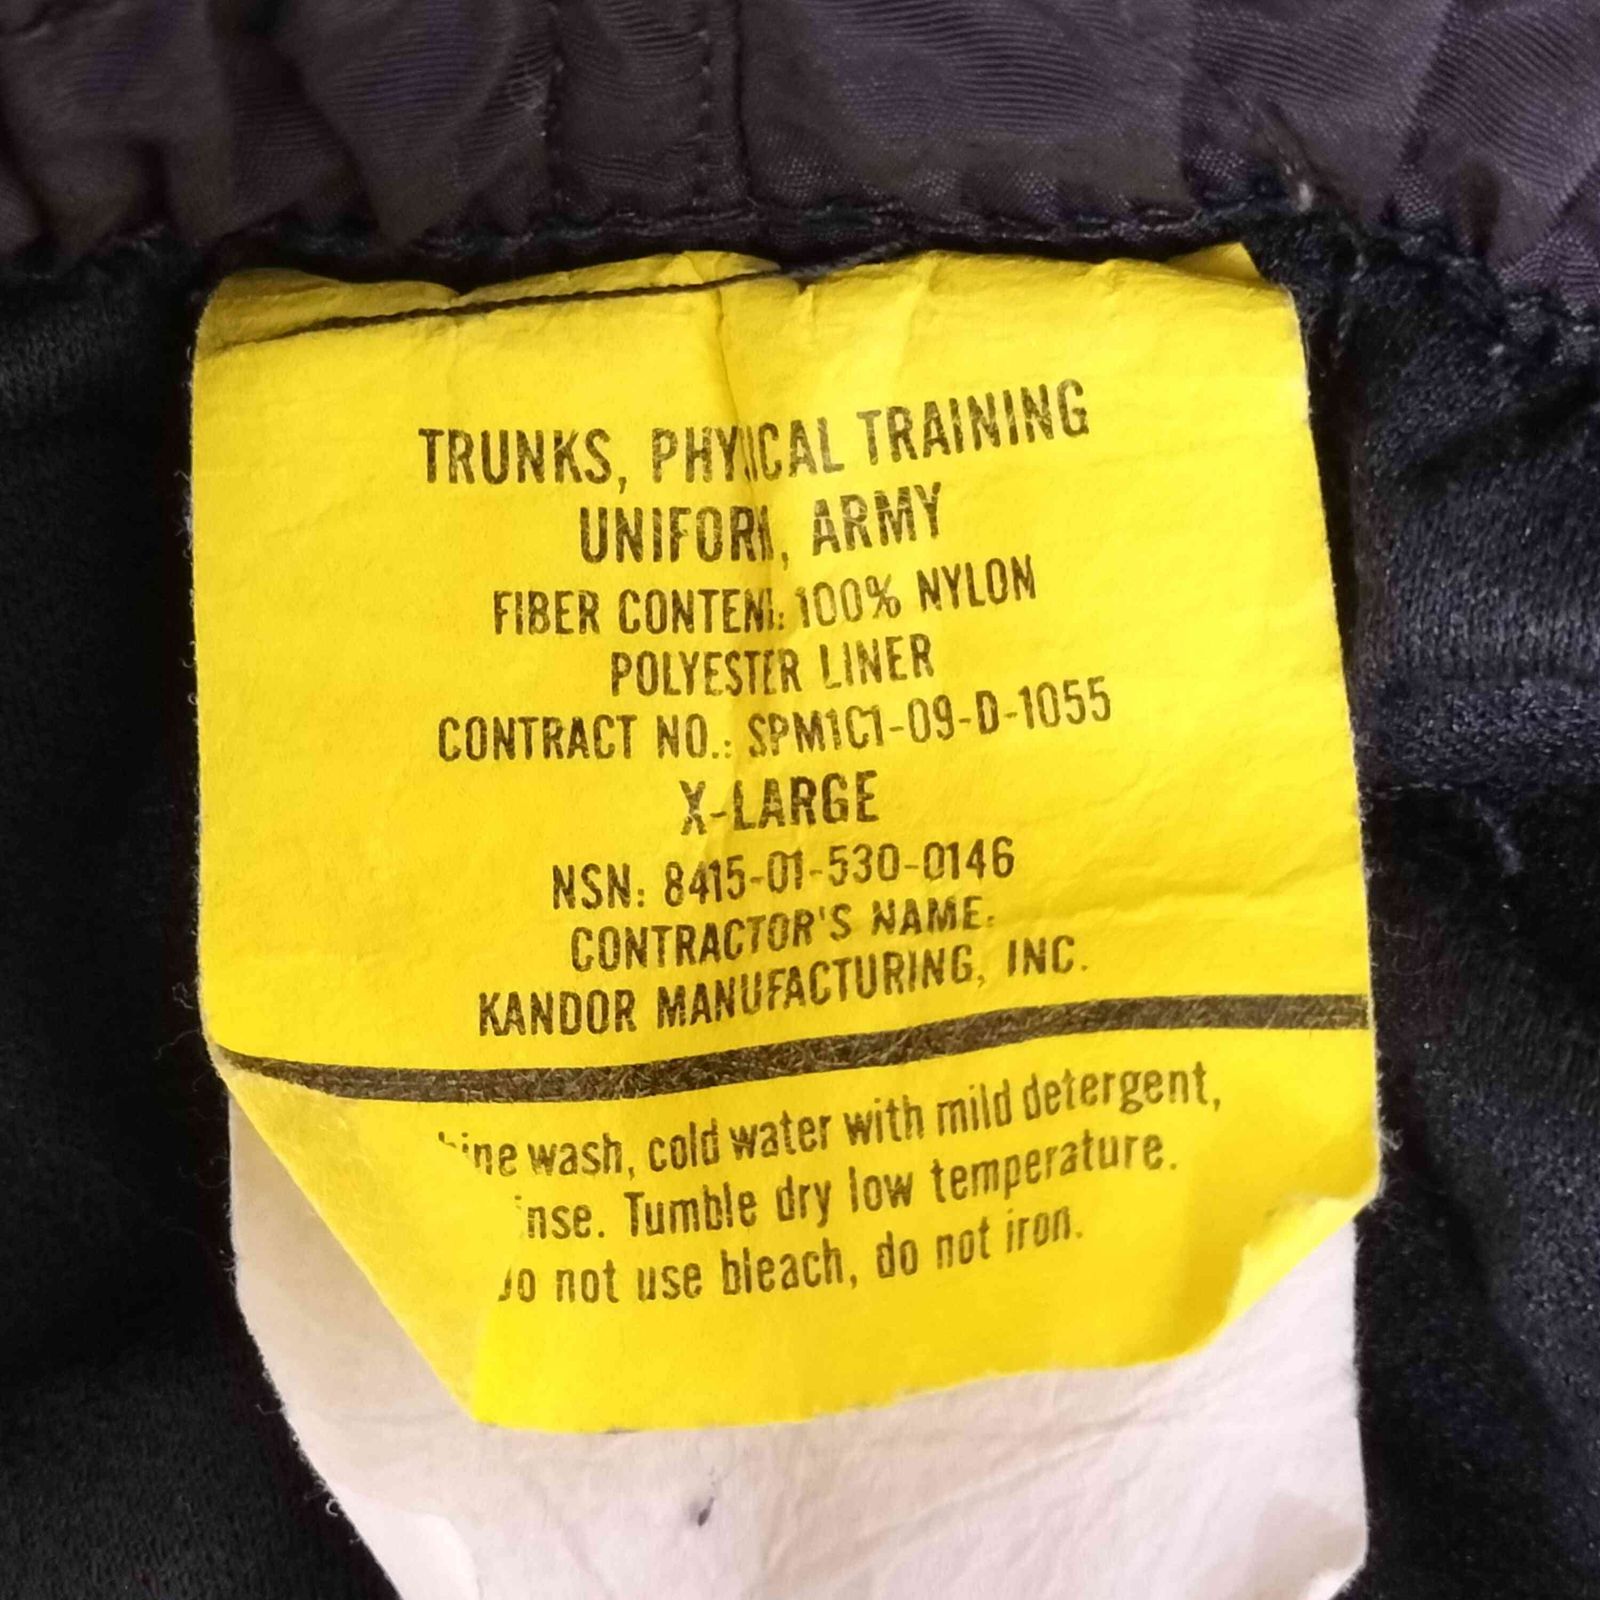 TRUNKS, PHYSICAL TRAINING
UNIFORM, ARMY
FIBER CONTENT: 100% NYLON
POLYESTER LINER
CONTRACT NO.: SPM1C1-09-D-1055
X-LARGE
NSN: 8415-01-530-0146
CONTRACTOR'S NAME:
KANDOR MANUFACTURING, INC.
wash, cold water with mild detergent,
Tumble dry low temperature.
not use bleach, do not iron.